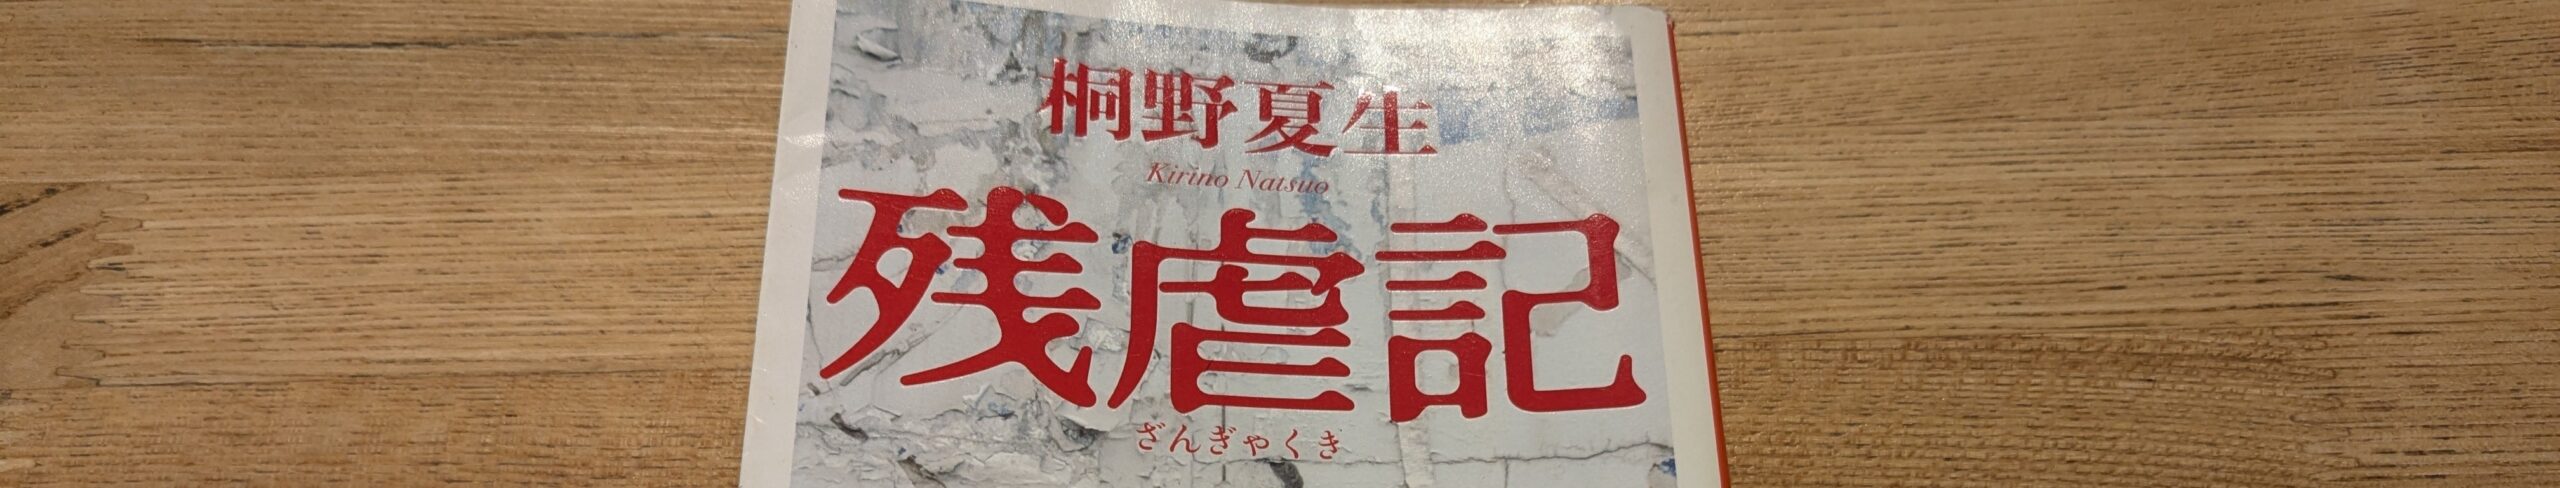 桐野夏生
Kirino Natsuo
残虐記
ざんぎゃくき